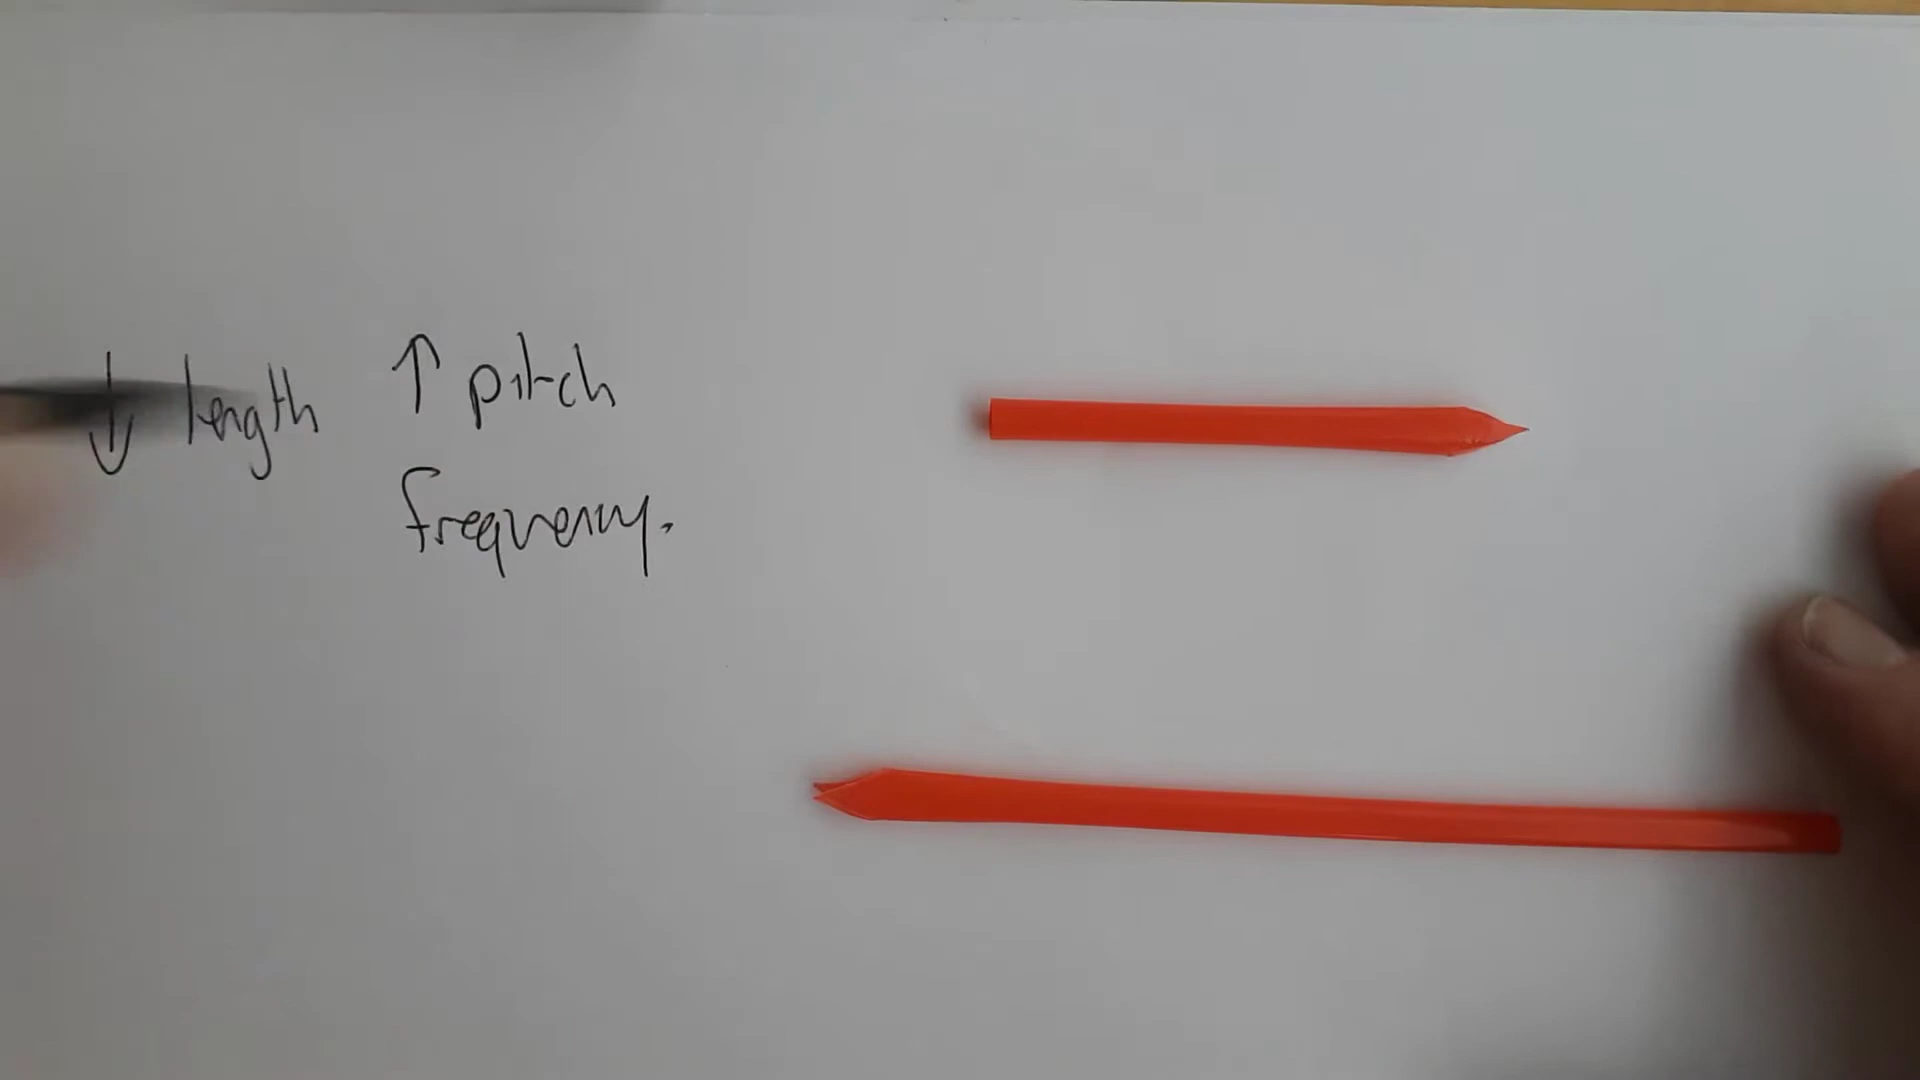 ↓ length ↑ pitch
frequency.